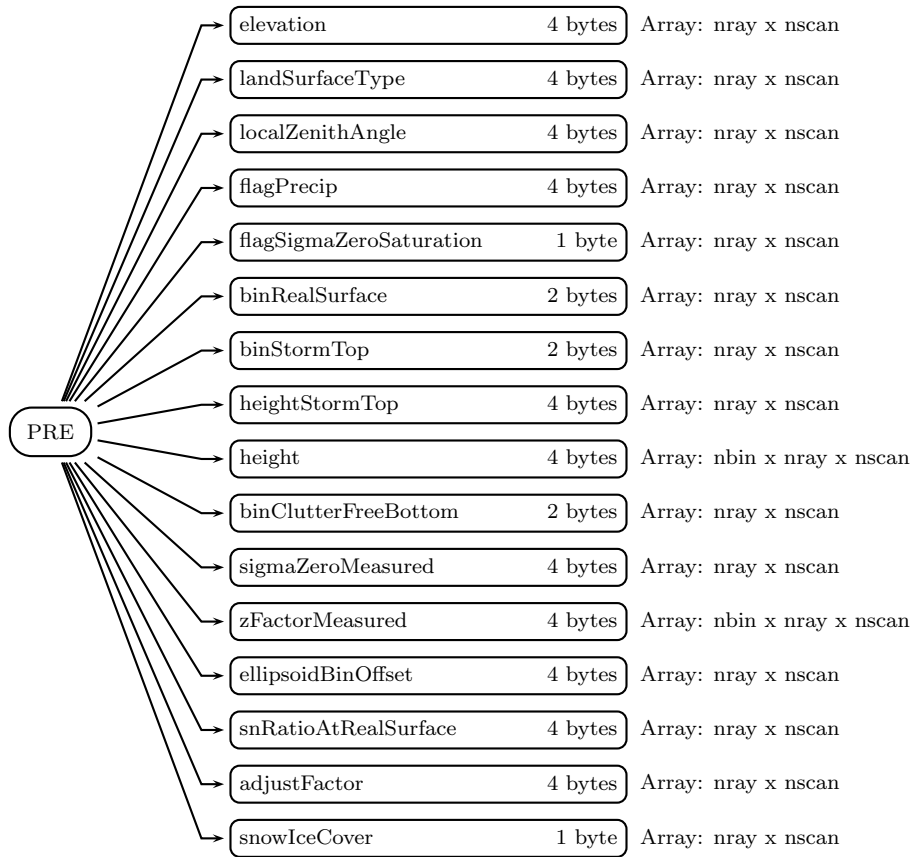 elevation 4 bytes Array: nray x nscan
landSurfaceType 4 bytes Array: nray x nscan
localZenithAngle 4 bytes Array: nray x nscan
flagPrecip 4 bytes Array: nray x nscan
flagSigmaZeroSaturation 1 byte Array: nray x nscan
binRealSurface 2 bytes Array: nray x nscan
binStormTop 2 bytes Array: nray x nscan
heightStormTop 4 bytes Array: nray x nscan
PRE
height 4 bytes Array: nbin x nray x nscan
binClutterFreeBottom 2 bytes Array: nray x nscan
sigmaZeroMeasured 4 bytes Array: nray x nscan
zFactorMeasured 4 bytes Array: nbin x nray x nscan
ellipsoidBinOffset 4 bytes Array: nray x nscan
snRatioAtRealSurface 4 bytes Array: nray x nscan
adjustFactor 4 bytes Array: nray x nscan
snowIceCover 1 byte Array: nray x nscan